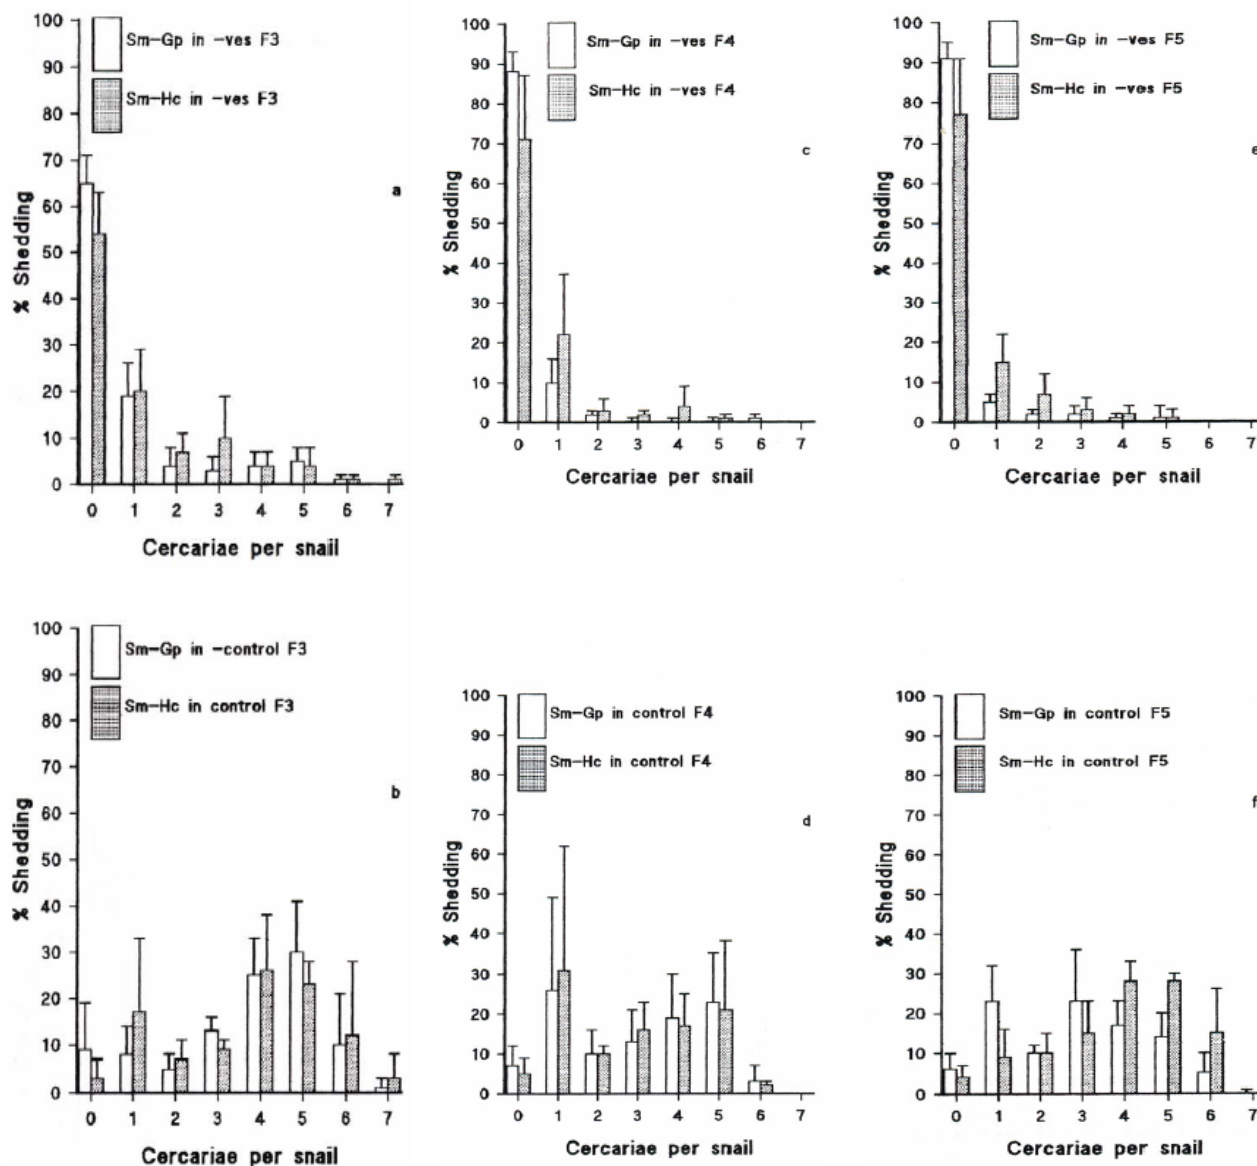 100
90
80
70
60
50
40
30
20
10
0
% Shedding
Sm-Gp in -ves F3
Sm-Hc in -ves F3
a
0 1 2 3 4 5 6 7
Cercariae per snail
100
90
80
70
60
50
40
30
20
10
0
% Shedding
Sm-Gp in -ves F4
Sm-Hc in -ves F4
c
0 1 2 3 4 5 6 7
Cercariae per snail
100
90
80
70
60
50
40
30
20
10
0
% Shedding
Sm-Gp in -ves F5
Sm-Hc in -ves F5
e
0 1 2 3 4 5 6 7
Cercariae per snail
100
90
80
70
60
50
40
30
20
10
0
% Shedding
Sm-Gp in -control F3
Sm-Hc in control F3
b
0 1 2 3 4 5 6 7
Cercariae per snail
100
90
80
70
60
50
40
30
20
10
0
% Shedding
Sm-Gp in control F4
Sm-Hc in control F4
d
0 1 2 3 4 5 6 7
Cercariae per snail
100
90
80
70
60
50
40
30
20
10
0
% Shedding
Sm-Gp in control F5
Sm-Hc in control F5
f
0 1 2 3 4 5 6 7
Cercariae per snail